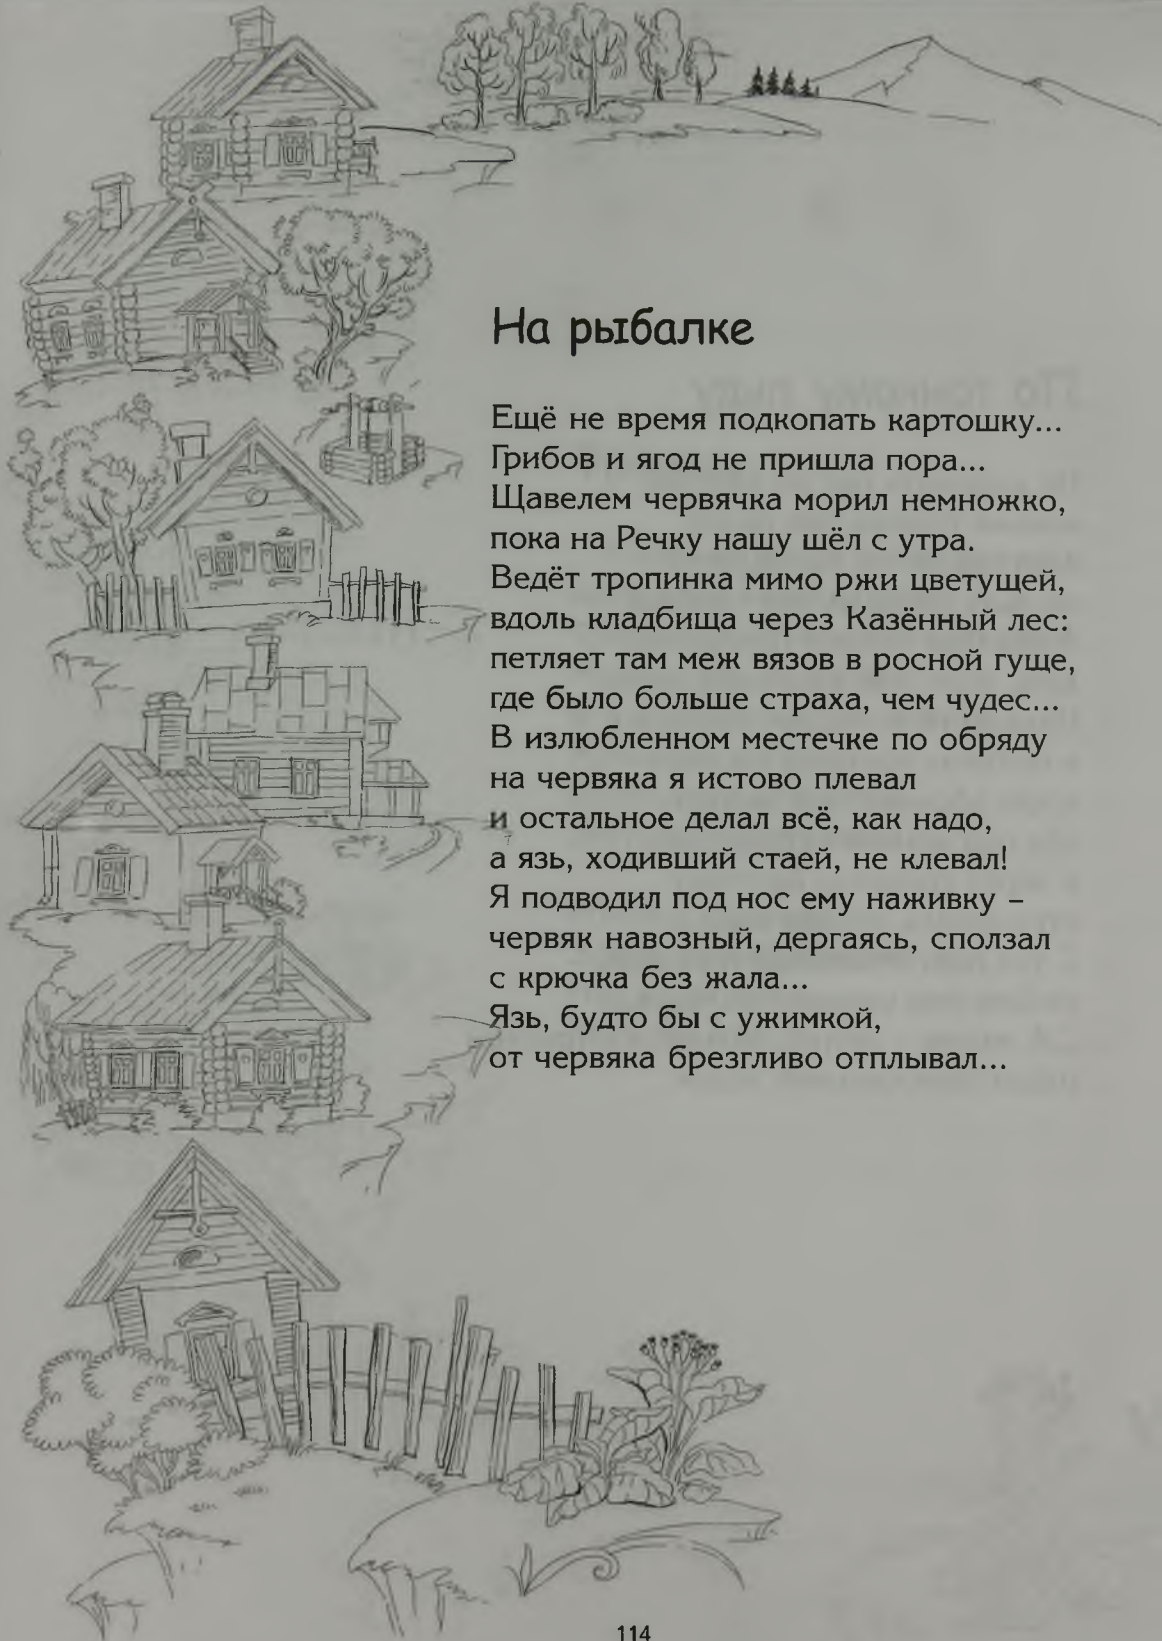 На рыбалке
Ещё не время подкопать картошку...
Грибов и ягод не пришла пора...
Щавелем червячка морил немножко,
пока на Речку нашу шёл с утра.
Ведёт тропинка мимо ржи цветущей,
вдоль кладбища через Казённый лес:
петляет там меж вязов в росной гуще,
где было больше страха, чем чудес...
В излюбленном местечке по обряду
на червяка я истово плевал
и остальное делал всё, как надо,
а язь, ходивший стаей, не клевал!
Я подводил под нос ему наживку –
червяк навозный, дергаясь, сползал
с крючка без жала...
Язь, будто бы с ужимкой,
от червяка брезгливо отплывал...
114